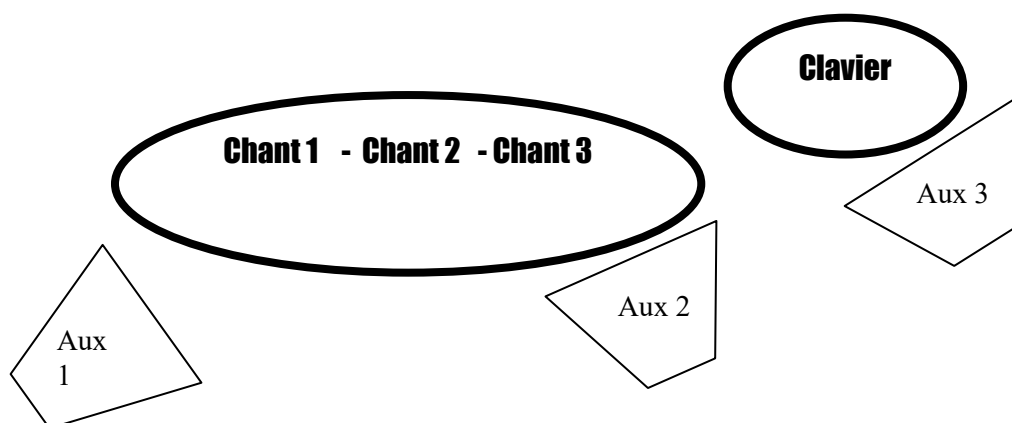 Clavier
Chant 1 - Chant 2 - Chant 3
Aux 3
Aux 2
Aux
1